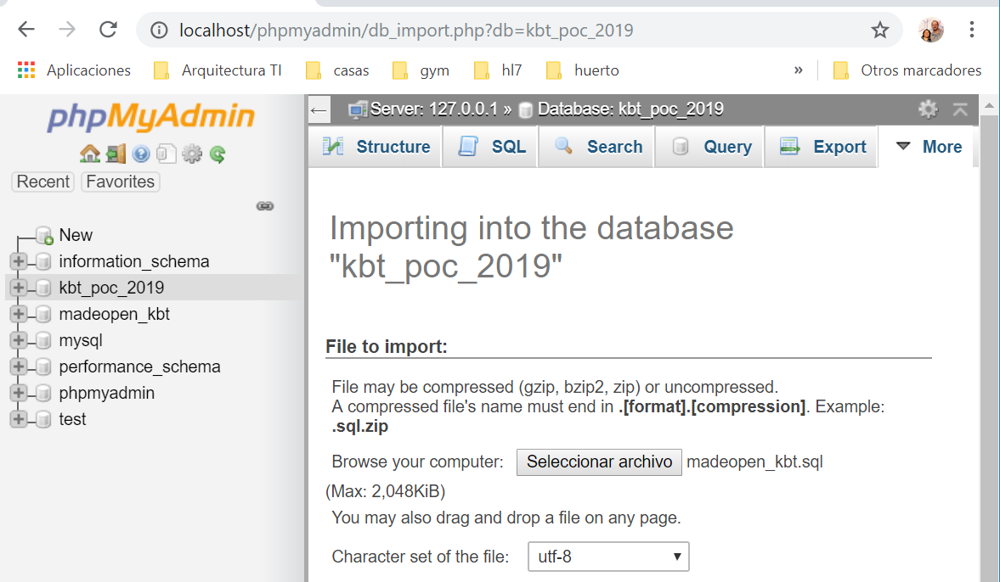 localhost/phpmyadmin/db_import.php?db=kbt_poc_2019
Aplicaciones Arquitectura TI casas gym hl7 huerto » Otros marcadores
phpMyAdmin
Recent Favorites
New
information_schema
kbt_poc_2019
madeopen_kbt
mysql
performance_schema
phpmyadmin
test
Server: 127.0.0.1 » Database: kbt_poc_2019
Structure SQL Search Query Export More
Importing into the database
"kbt_poc_2019"
File to import:
File may be compressed (gzip, bzip2, zip) or uncompressed.
A compressed file's name must end in .[format].[compression]. Example:
.sql.zip
Browse your computer: Seleccionar archivo madeopen_kbt.sql
(Max: 2,048KiB)
You may also drag and drop a file on any page.
Character set of the file: utf-8